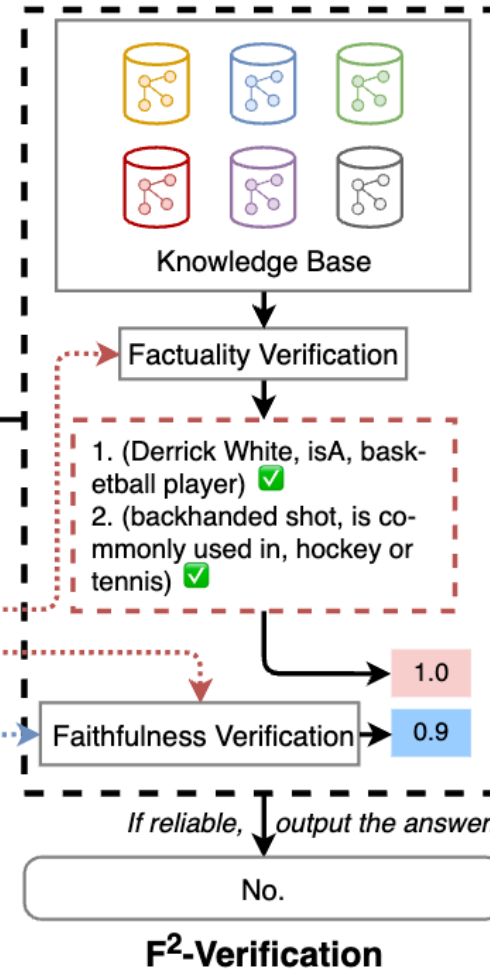 Knowledge Base
Factuality Verification
1. (Derrick White, isA, bask-
etball player) ✅
2. (backhanded shot, is co-
mmonly used in, hockey or
tennis) ✅
1.0
Faithfulness Verification
0.9
If reliable, output the answer
No.
F²-Verification